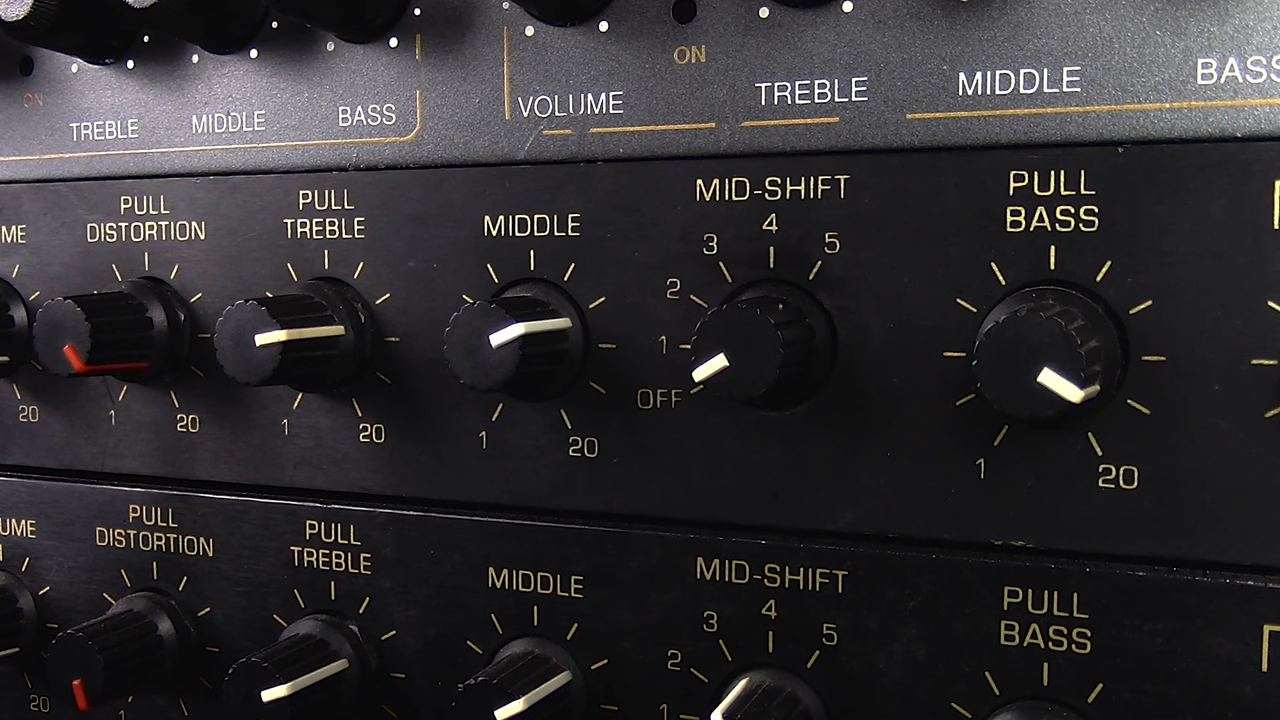 ON
ON
TREBLE MIDDLE BASS
VOLUME TREBLE MIDDLE BASS
PULL
DISTORTION
PULL
TREBLE
MIDDLE
MID-SHIFT
PULL
BASS
2 3 4 5
1
OFF
20
1 20
1 20
1 20
1 20
PULL
DISTORTION
PULL
TREBLE
MIDDLE
MID-SHIFT
PULL
BASS
2 3 4 5
1
20
1